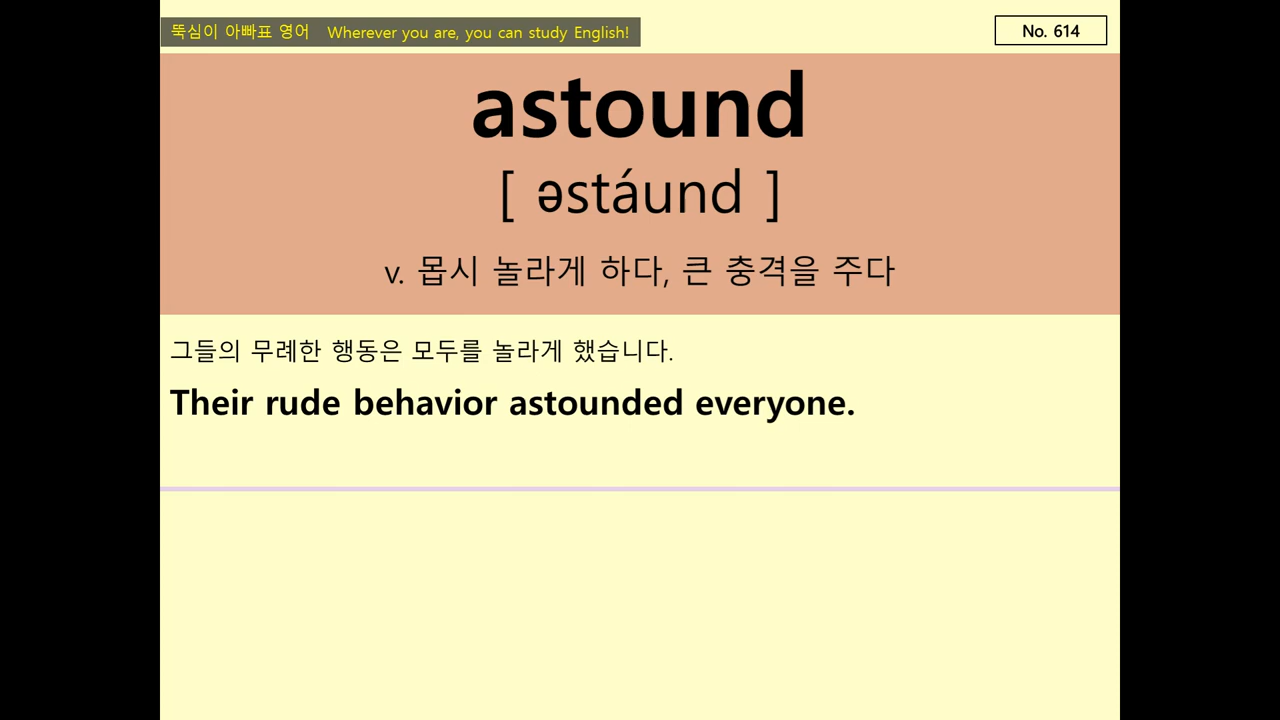 뚝심이 아빠표 영어 Wherever you are, you can study English!
No. 614
astound
[ əstáund ]
v. 몹시 놀라게 하다, 큰 충격을 주다
그들의 무례한 행동은 모두를 놀라게 했습니다.
Their rude behavior astounded everyone.